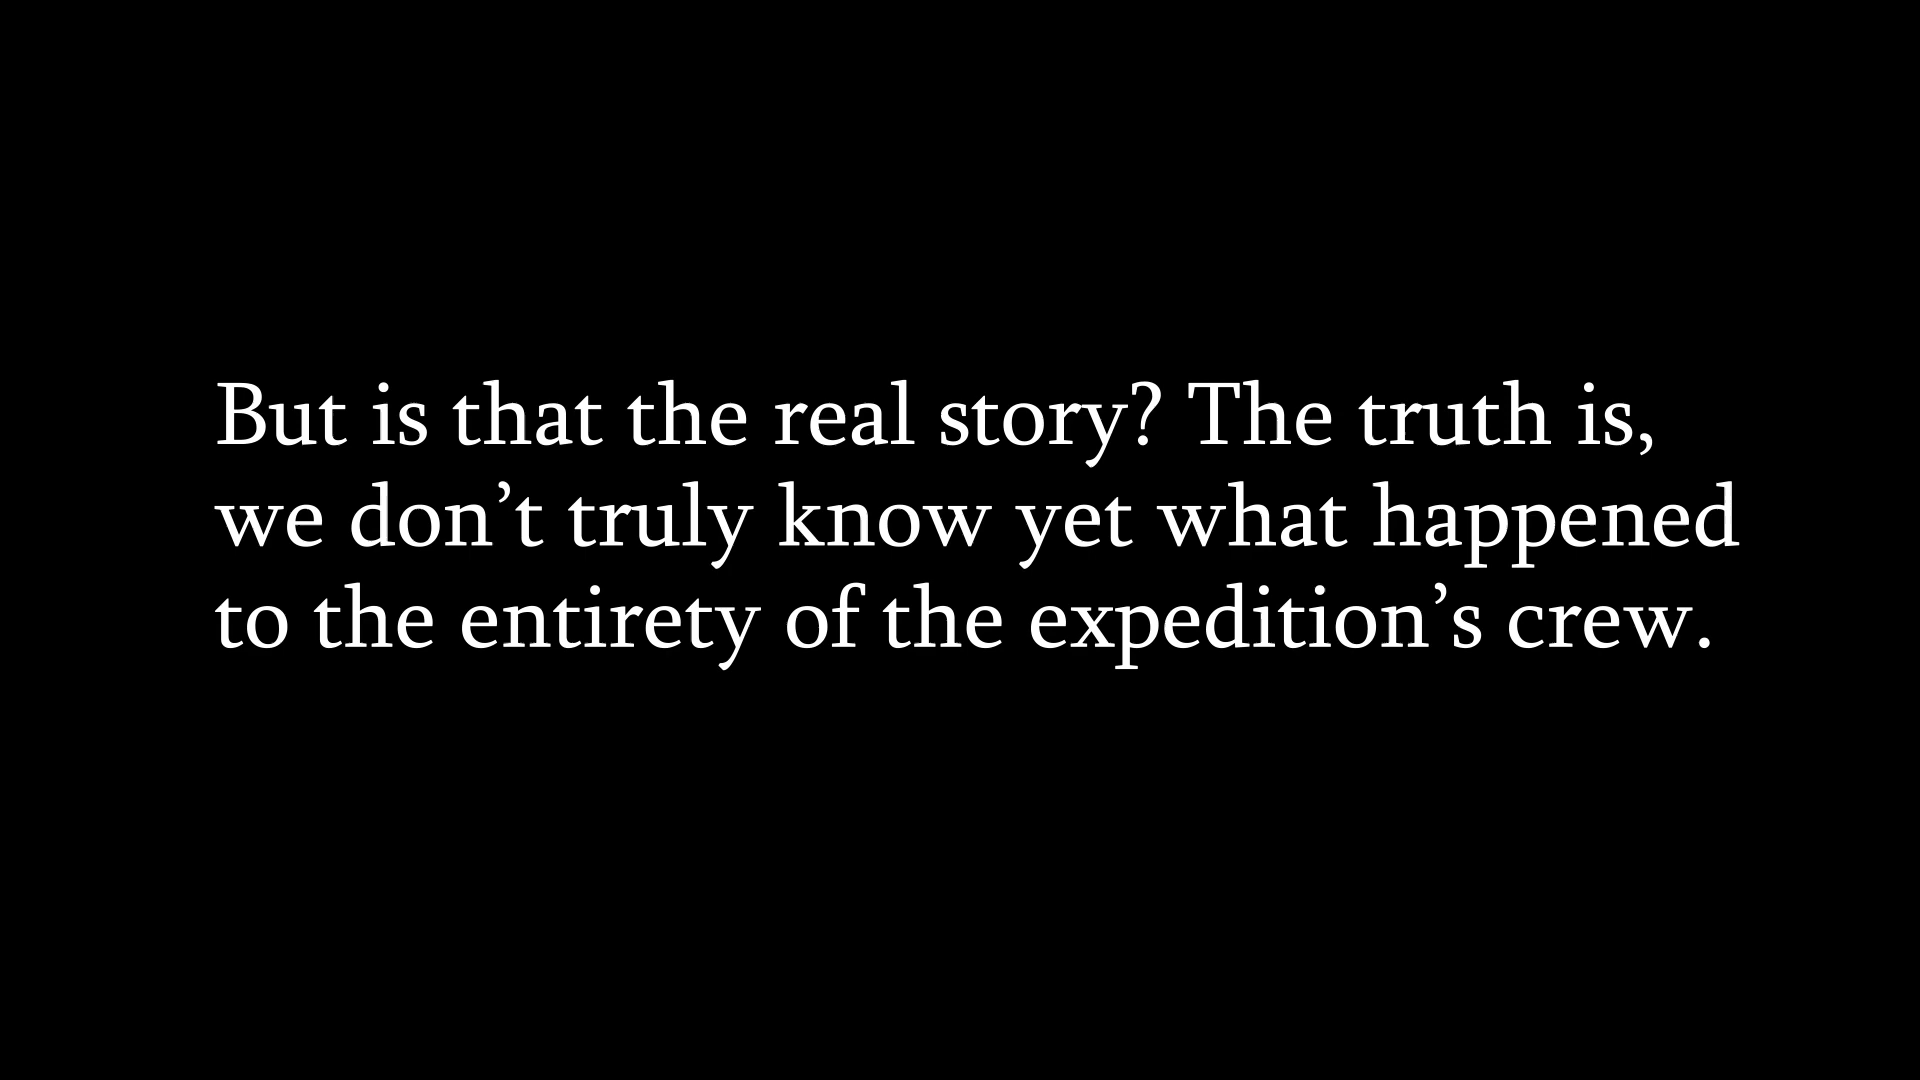 But is that the real story? The truth is,
we don’t truly know yet what happened
to the entirety of the expedition’s crew.